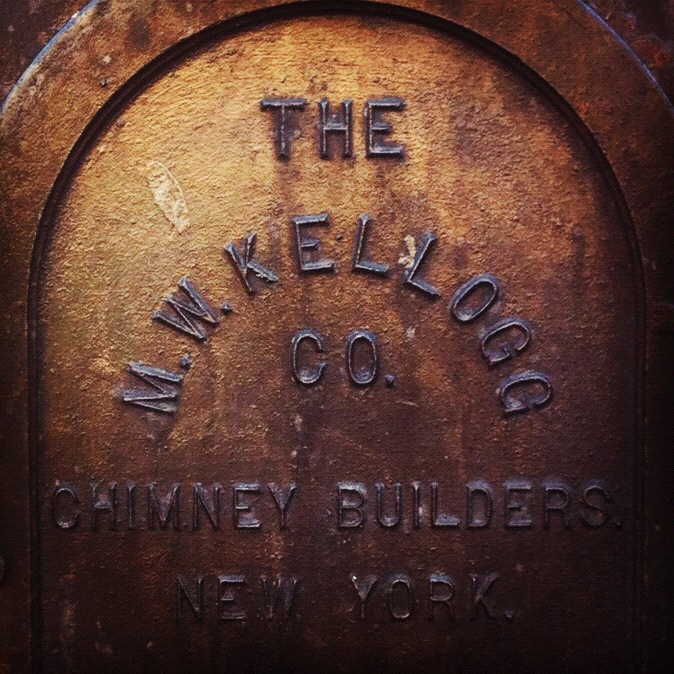 THE
M.W. KELLOGG
CO.
CHIMNEY BUILDERS.
NEW YORK.